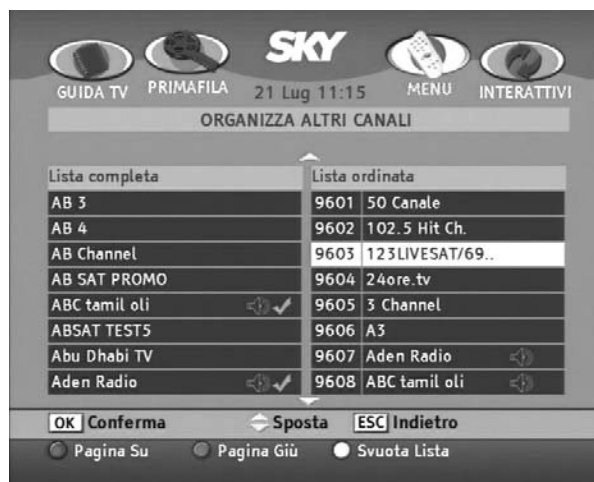 SKY
GUIDA TV PRIMAFILA 21 Lug 11:15 MENU INTERATTIVI
ORGANIZZA ALTRI CANALI
Lista completa
AB 3
AB 4
AB Channel
AB SAT PROMO
ABC tamil oli
ABSAT TEST5
Abu Dhabi TV
Aden Radio
Lista ordinata
9601 50 Canale
9602 102.5 Hit Ch.
9603 123LIVESAT/69..
9604 24ore.tv
9605 3 Channel
9606 A3
9607 Aden Radio
9608 ABC tamil oli
OK Conferma Sposta ESC Indietro
Pagina Su Pagina Giù Svuota Lista